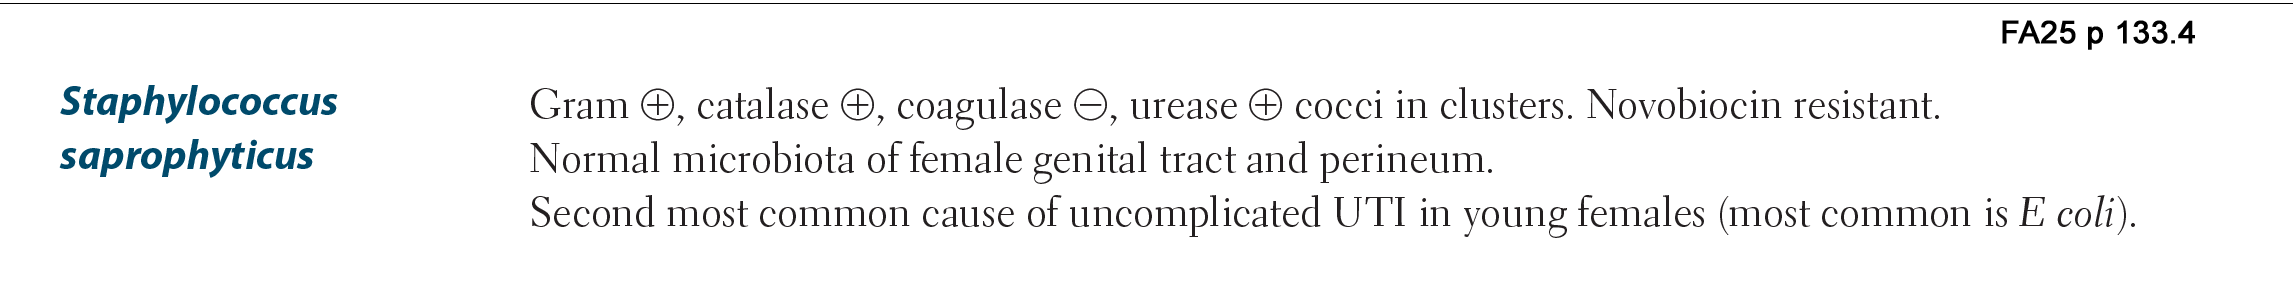 FA25 p 133.4
Staphylococcus
saprophyticus
Gram ⊕, catalase ⊕, coagulase ⊖, urease ⊕ cocci in clusters. Novobiocin resistant.
Normal microbiota of female genital tract and perineum.
Second most common cause of uncomplicated UTI in young females (most common is E coli).